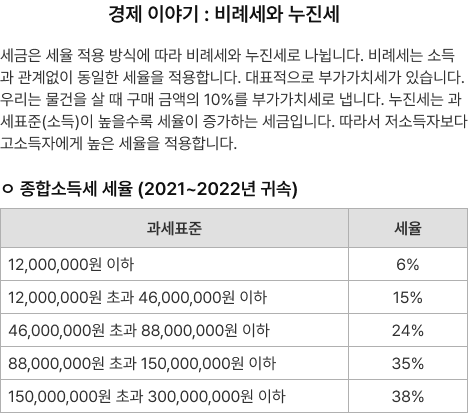 경제 이야기 : 비례세와 누진세
세금은 세율 적용 방식에 따라 비례세와 누진세로 나뉩니다. 비례세는 소득
과 관계없이 동일한 세율을 적용합니다. 대표적으로 부가가치세가 있습니다.
우리는 물건을 살 때 구매 금액의 10%를 부가가치세로 냅니다. 누진세는 과
세표준(소득)이 높을수록 세율이 증가하는 세금입니다. 따라서 저소득자보다
고소득자에게 높은 세율을 적용합니다.
ㅇ 종합소득세 세율 (2021~2022년 귀속)
과세표준 세율
12,000,000원 이하 6%
12,000,000원 초과 46,000,000원 이하 15%
46,000,000원 초과 88,000,000원 이하 24%
88,000,000원 초과 150,000,000원 이하 35%
150,000,000원 초과 300,000,000원 이하 38%